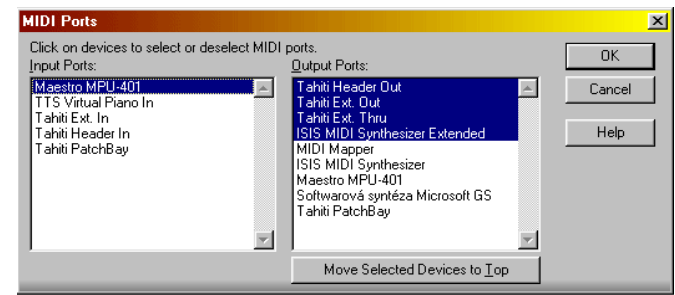 MIDI Ports
Click on devices to select or deselect MIDI ports.
Input Ports:
Maestro MPU-401
TTS Virtual Piano In
Tahiti Ext. In
Tahiti Header In
Tahiti PatchBay
Output Ports:
Tahiti Header Out
Tahiti Ext. Out
Tahiti Ext. Thru
ISIS MIDI Synthesizer Extended
MIDI Mapper
ISIS MIDI Synthesizer
Maestro MPU-401
Softwarová syntéza Microsoft GS
Tahiti PatchBay
Move Selected Devices to Top
OK
Cancel
Help